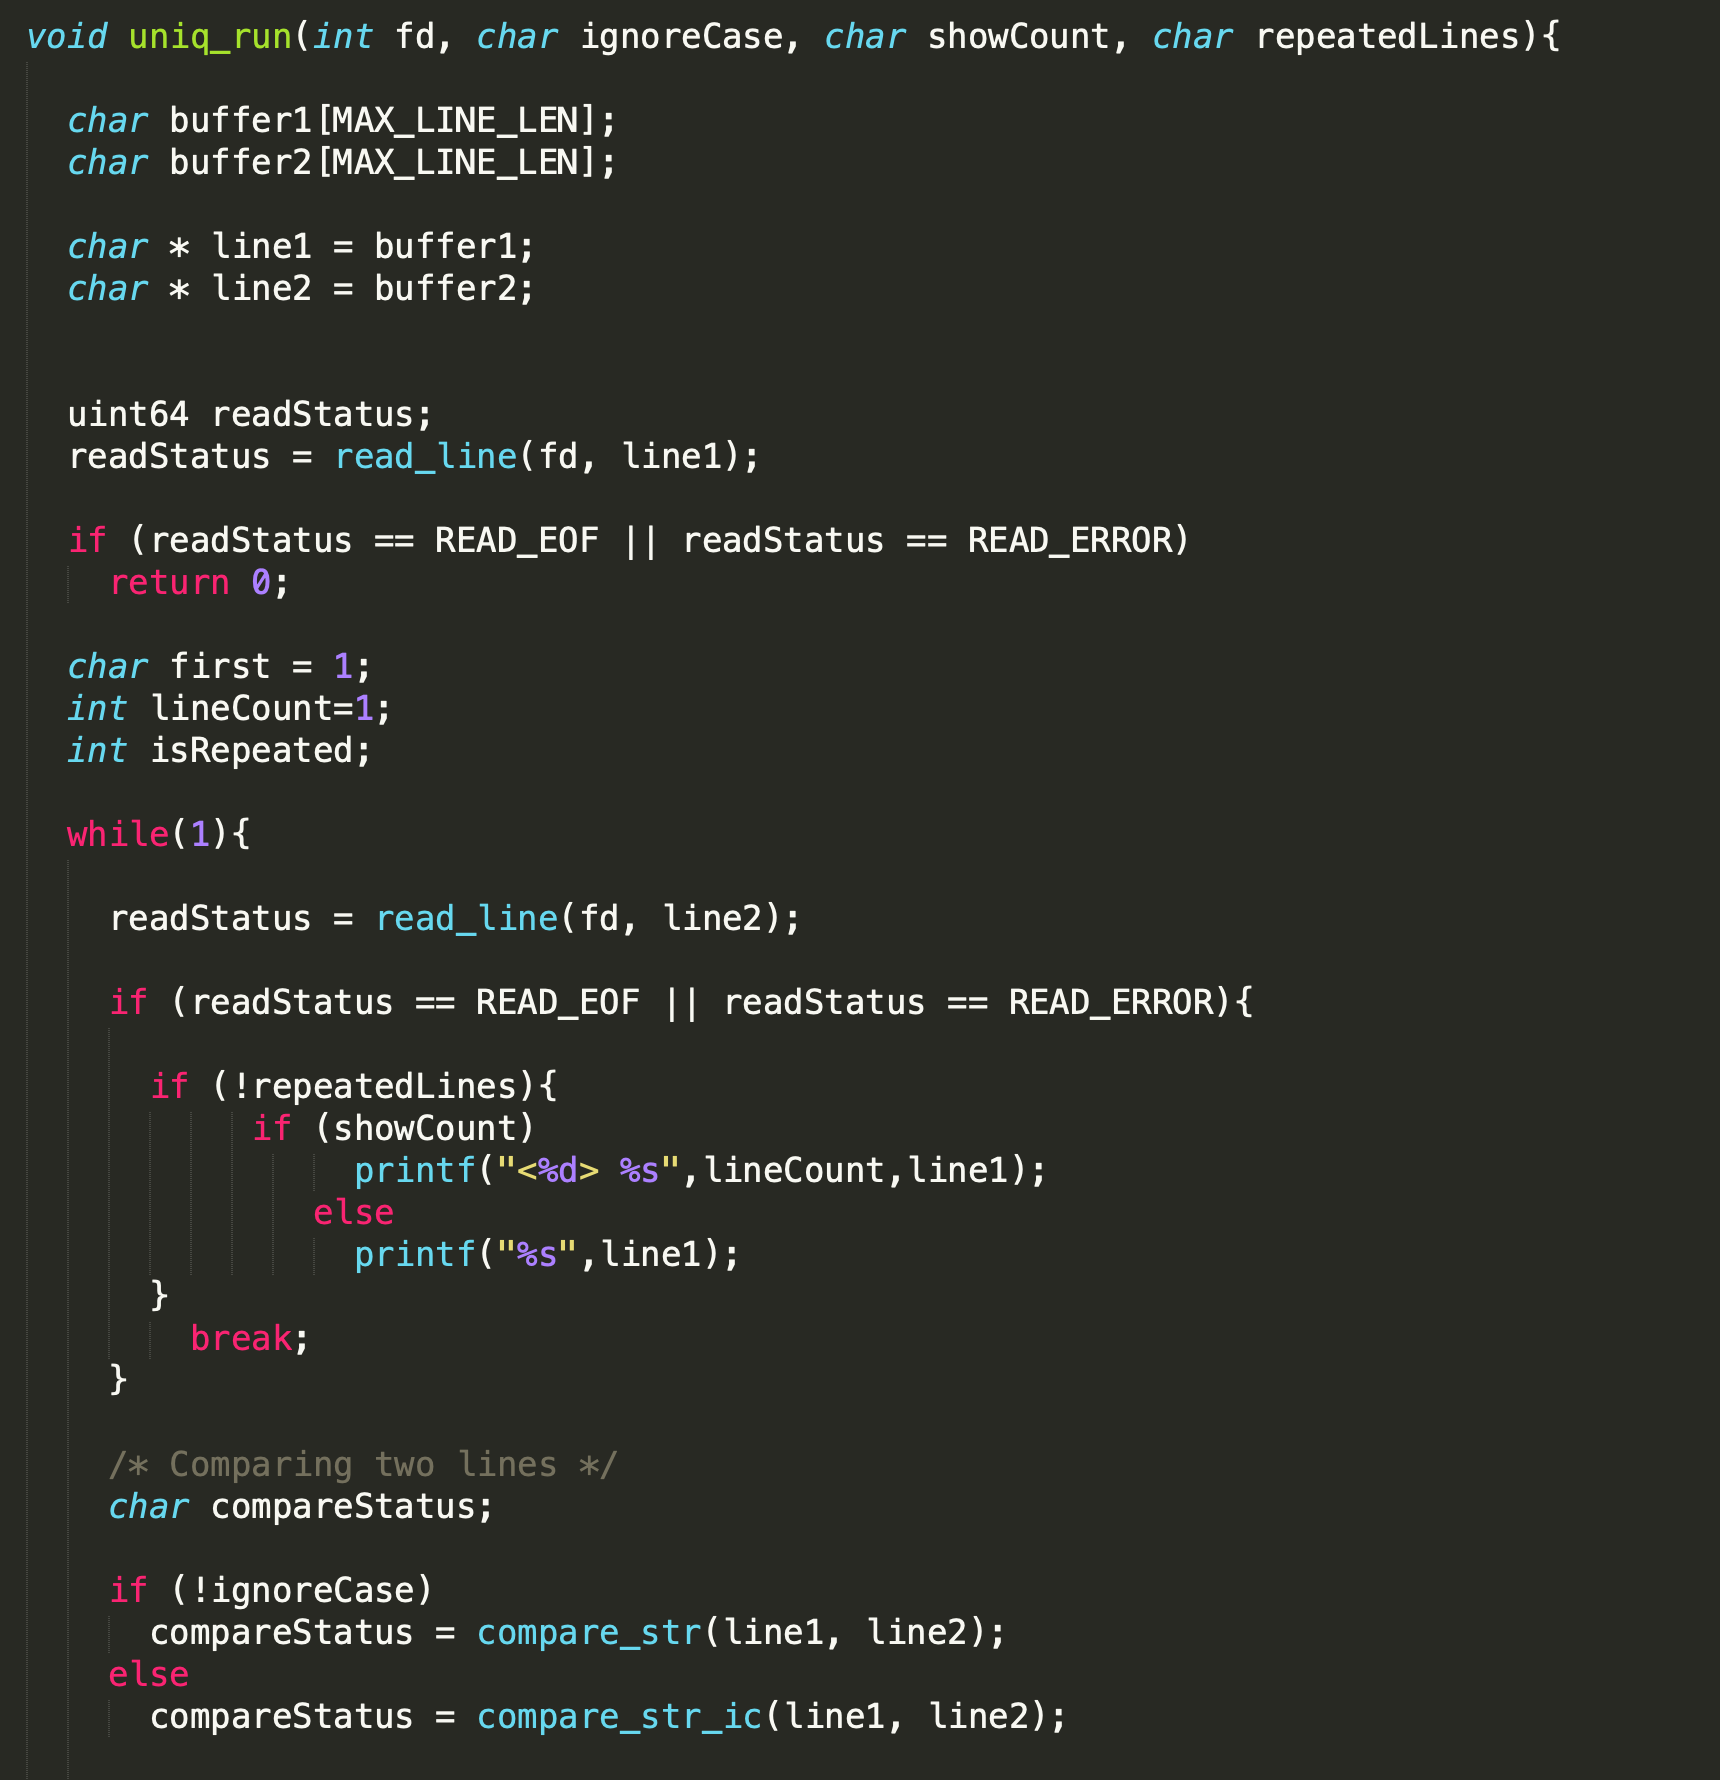 void uniq_run(int fd, char ignoreCase, char showCount, char repeatedLines){
char buffer1[MAX_LINE_LEN];
char buffer2[MAX_LINE_LEN];
char * line1 = buffer1;
char * line2 = buffer2;
uint64 readStatus;
readStatus = read_line(fd, line1);
if (readStatus == READ_EOF || readStatus == READ_ERROR)
return 0;
char first = 1;
int lineCount=1;
int isRepeated;
while(1){
readStatus = read_line(fd, line2);
if (readStatus == READ_EOF || readStatus == READ_ERROR){
if (!repeatedLines){
if (showCount)
printf("<%d> %s",lineCount,line1);
else
printf("%s",line1);
}
break;
}
/* Comparing two lines */
char compareStatus;
if (!ignoreCase)
compareStatus = compare_str(line1, line2);
else
compareStatus = compare_str_ic(line1, line2);